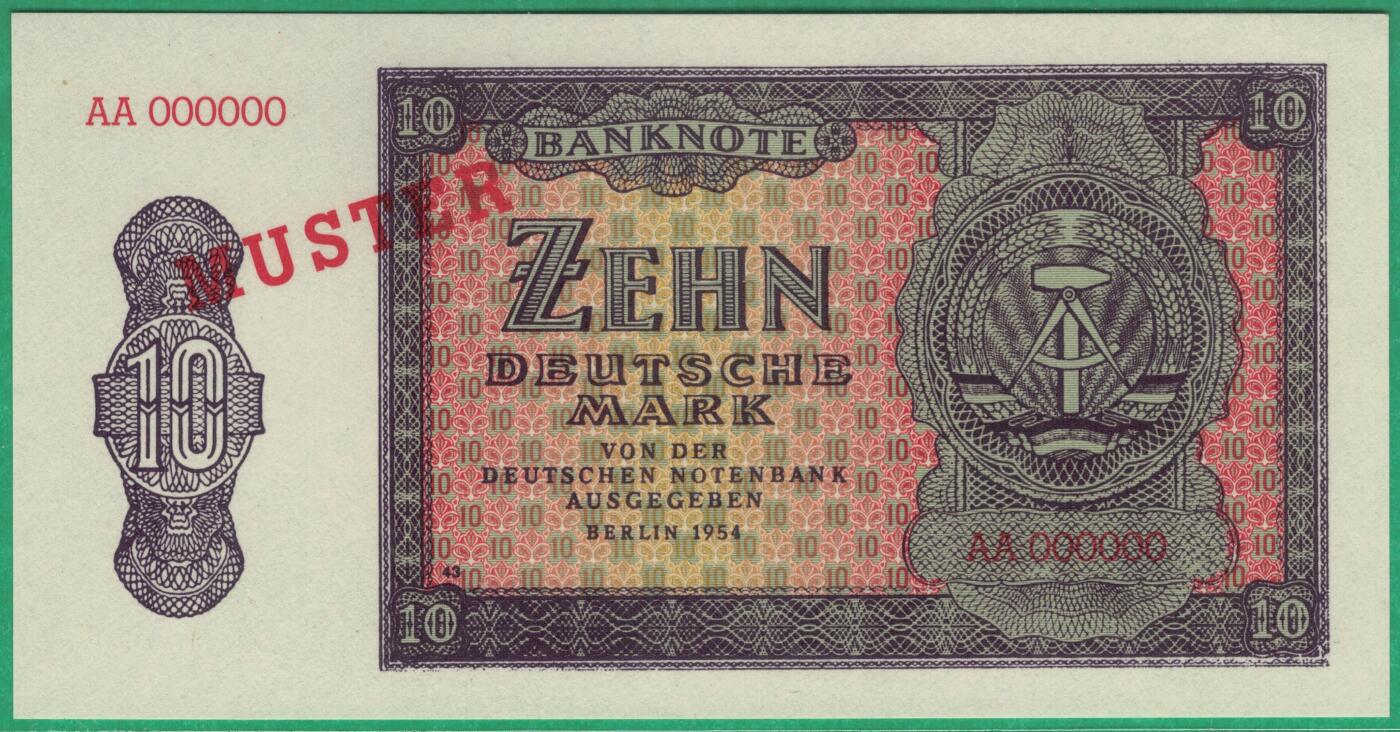 AA 000000
10
10
BANKNOTE
MUSTER
ZEHN
DEUTSCHE
MARK
10
VON DER
DEUTSCHEN NOTENBANK
AUSGEGEBEN
BERLIN 1954
AA 000000
43
10
10